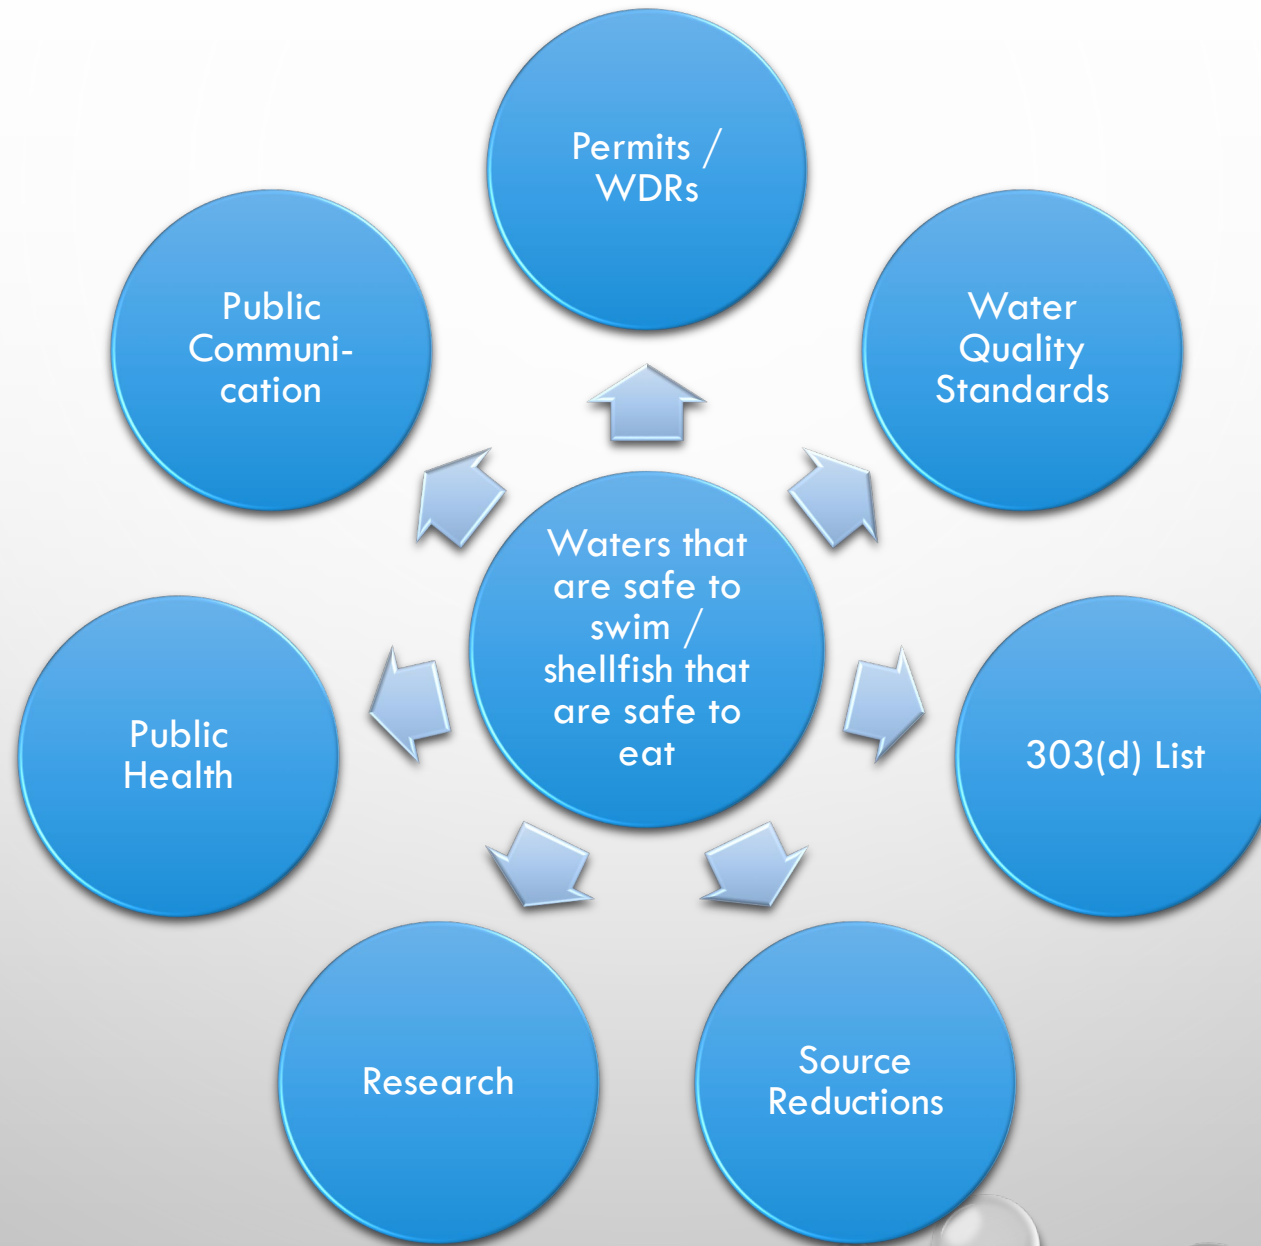 Permits /
WDRs
Public
Communi-
cation
Water
Quality
Standards
Waters that
are safe to
swim /
shellfish that
are safe to
eat
Public
Health
303(d) List
Research
Source
Reductions